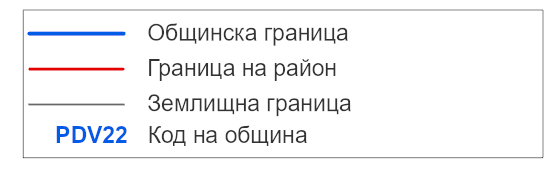 Общинска граница
Граница на район
Землищна граница
PDV22 Код на община